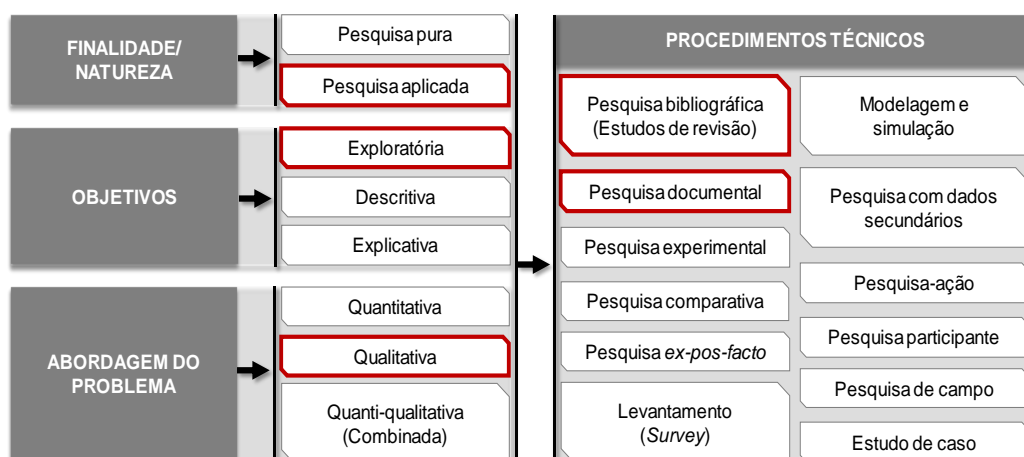 FINALIDADE/
NATUREZA
Pesquisa pura
Pesquisa aplicada
OBJETIVOS
Exploratória
Descritiva
Explicativa
ABORDAGEM DO
PROBLEMA
Quantitativa
Qualitativa
Quanti-qualitativa
(Combinada)
PROCEDIMENTOS TÉCNICOS
Pesquisa bibliográfica
(Estudos de revisão)
Pesquisa documental
Pesquisa experimental
Pesquisa comparativa
Pesquisa ex-pos-facto
Levantamento
(Survey)
Modelagem e
simulação
Pesquisa com dados
secundários
Pesquisa-ação
Pesquisa participante
Pesquisa de campo
Estudo de caso